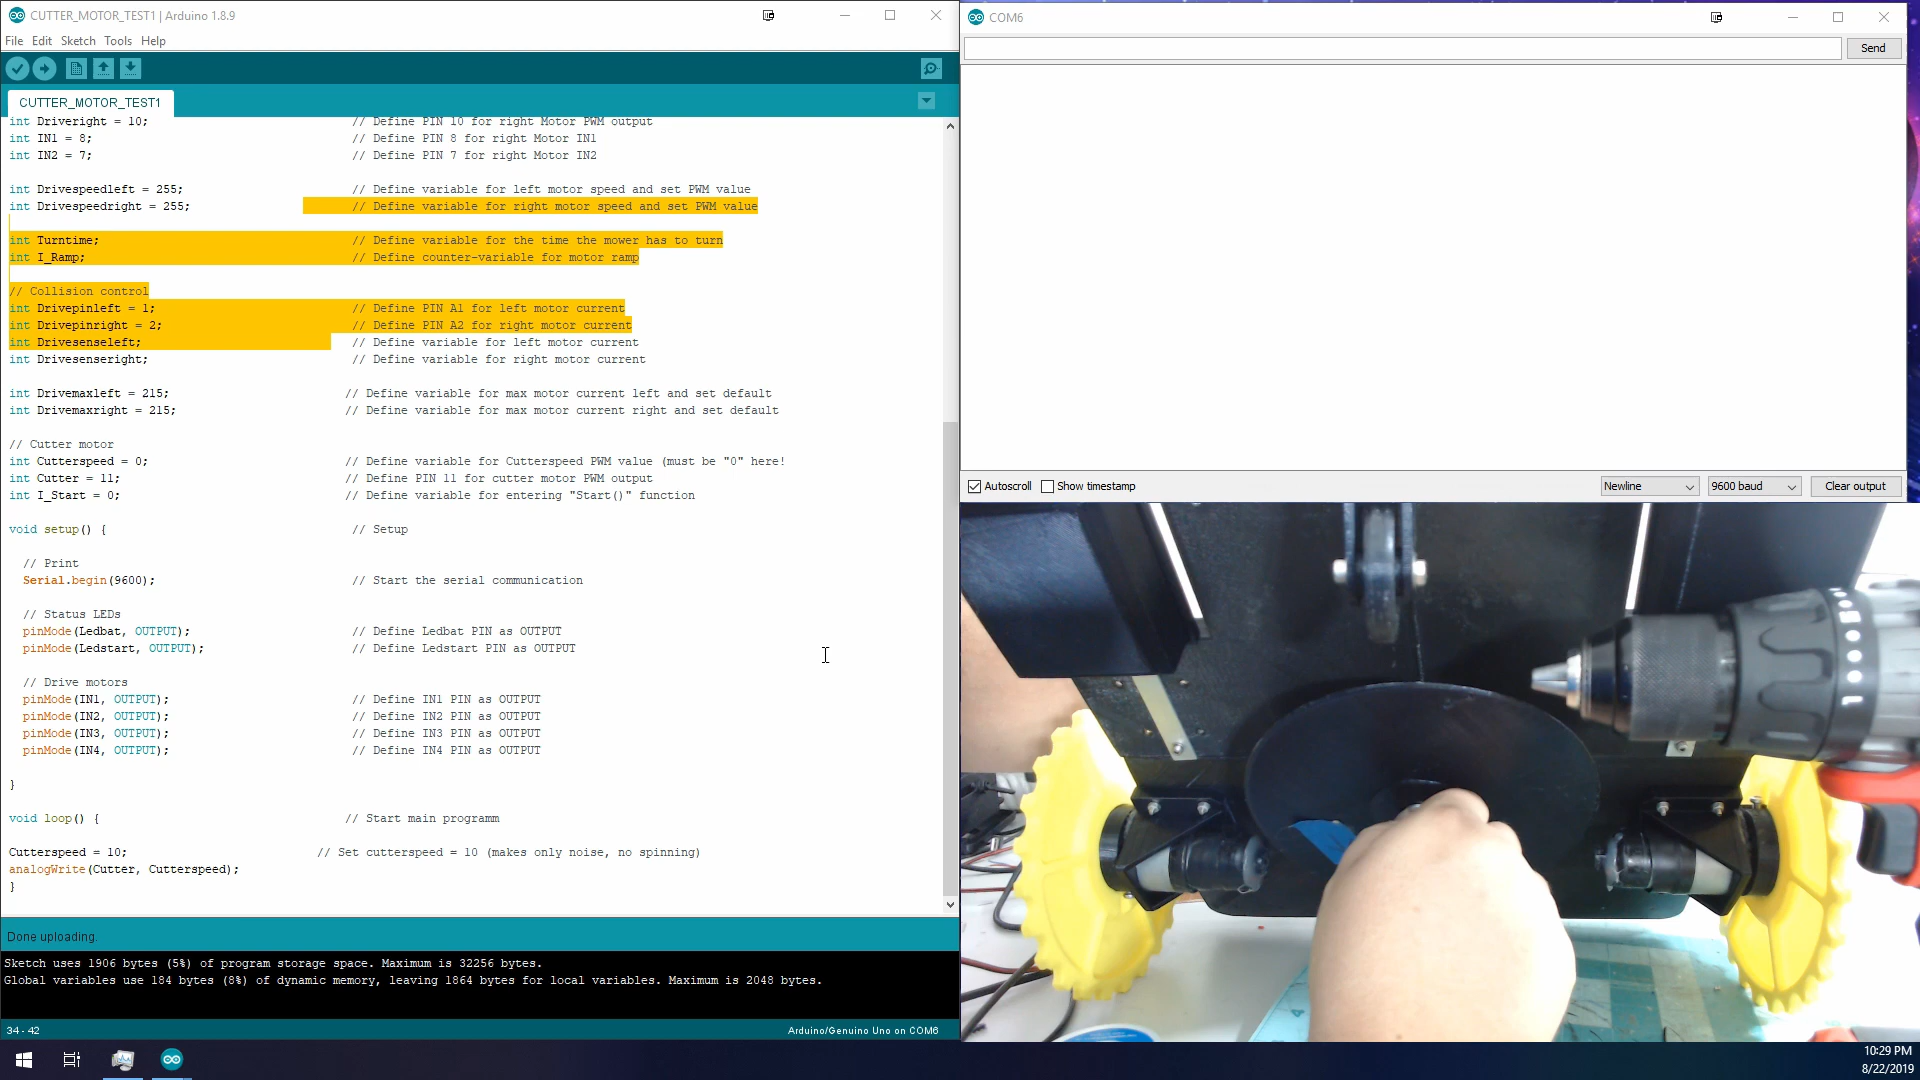 CUTTER_MOTOR_TEST1 | Arduino 1.8.9
File Edit Sketch Tools Help
CUTTER_MOTOR_TEST1
int Driveright = 10; // Define PIN 10 for right Motor PWM output
int IN1 = 8; // Define PIN 8 for right Motor IN1
int IN2 = 7; // Define PIN 7 for right Motor IN2
int Drivespeedleft = 255; // Define variable for left motor speed and set PWM value
int Drivespeedright = 255; // Define variable for right motor speed and set PWM value
int Turntime; // Define variable for the time the mower has to turn
int I_Ramp; // Define counter-variable for motor ramp
// Collision control
int Drivepinleft = 1; // Define PIN A1 for left motor current
int Drivepinright = 2; // Define PIN A2 for right motor current
int Drivesenseleft; // Define variable for left motor current
int Drivesenseright; // Define variable for right motor current
int Drivemaxleft = 215; // Define variable for max motor current left and set default
int Drivemaxright = 215; // Define variable for max motor current right and set default
// Cutter motor
int Cutterspeed = 0; // Define variable for Cutterspeed PWM value (must be "0" here!
int Cutter = 11; // Define PIN 11 for cutter motor PWM output
int I_Start = 0; // Define variable for entering "Start()" function
void setup() { // Setup
// Print
Serial.begin(9600); // Start the serial communication
// Status LEDs
pinMode(Ledbat, OUTPUT); // Define Ledbat PIN as OUTPUT
pinMode(Ledstart, OUTPUT); // Define Ledstart PIN as OUTPUT
// Drive motors
pinMode(IN1, OUTPUT); // Define IN1 PIN as OUTPUT
pinMode(IN2, OUTPUT); // Define IN2 PIN as OUTPUT
pinMode(IN3, OUTPUT); // Define IN3 PIN as OUTPUT
pinMode(IN4, OUTPUT); // Define IN4 PIN as OUTPUT
}
void loop() { // Start main programm
Cutterspeed = 10; // Set cutterspeed = 10 (makes only noise, no spinning)
analogWrite(Cutter, Cutterspeed);
}
Done uploading.
Sketch uses 1906 bytes (5%) of program storage space. Maximum is 32256 bytes.
Global variables use 184 bytes (8%) of dynamic memory, leaving 1864 bytes for local variables. Maximum is 2048 bytes.
34 - 42 Arduino/Genuino Uno on COM6
COM6
Send
Autoscroll Show timestamp Newline 9600 baud Clear output
10:29 PM
8/22/2019